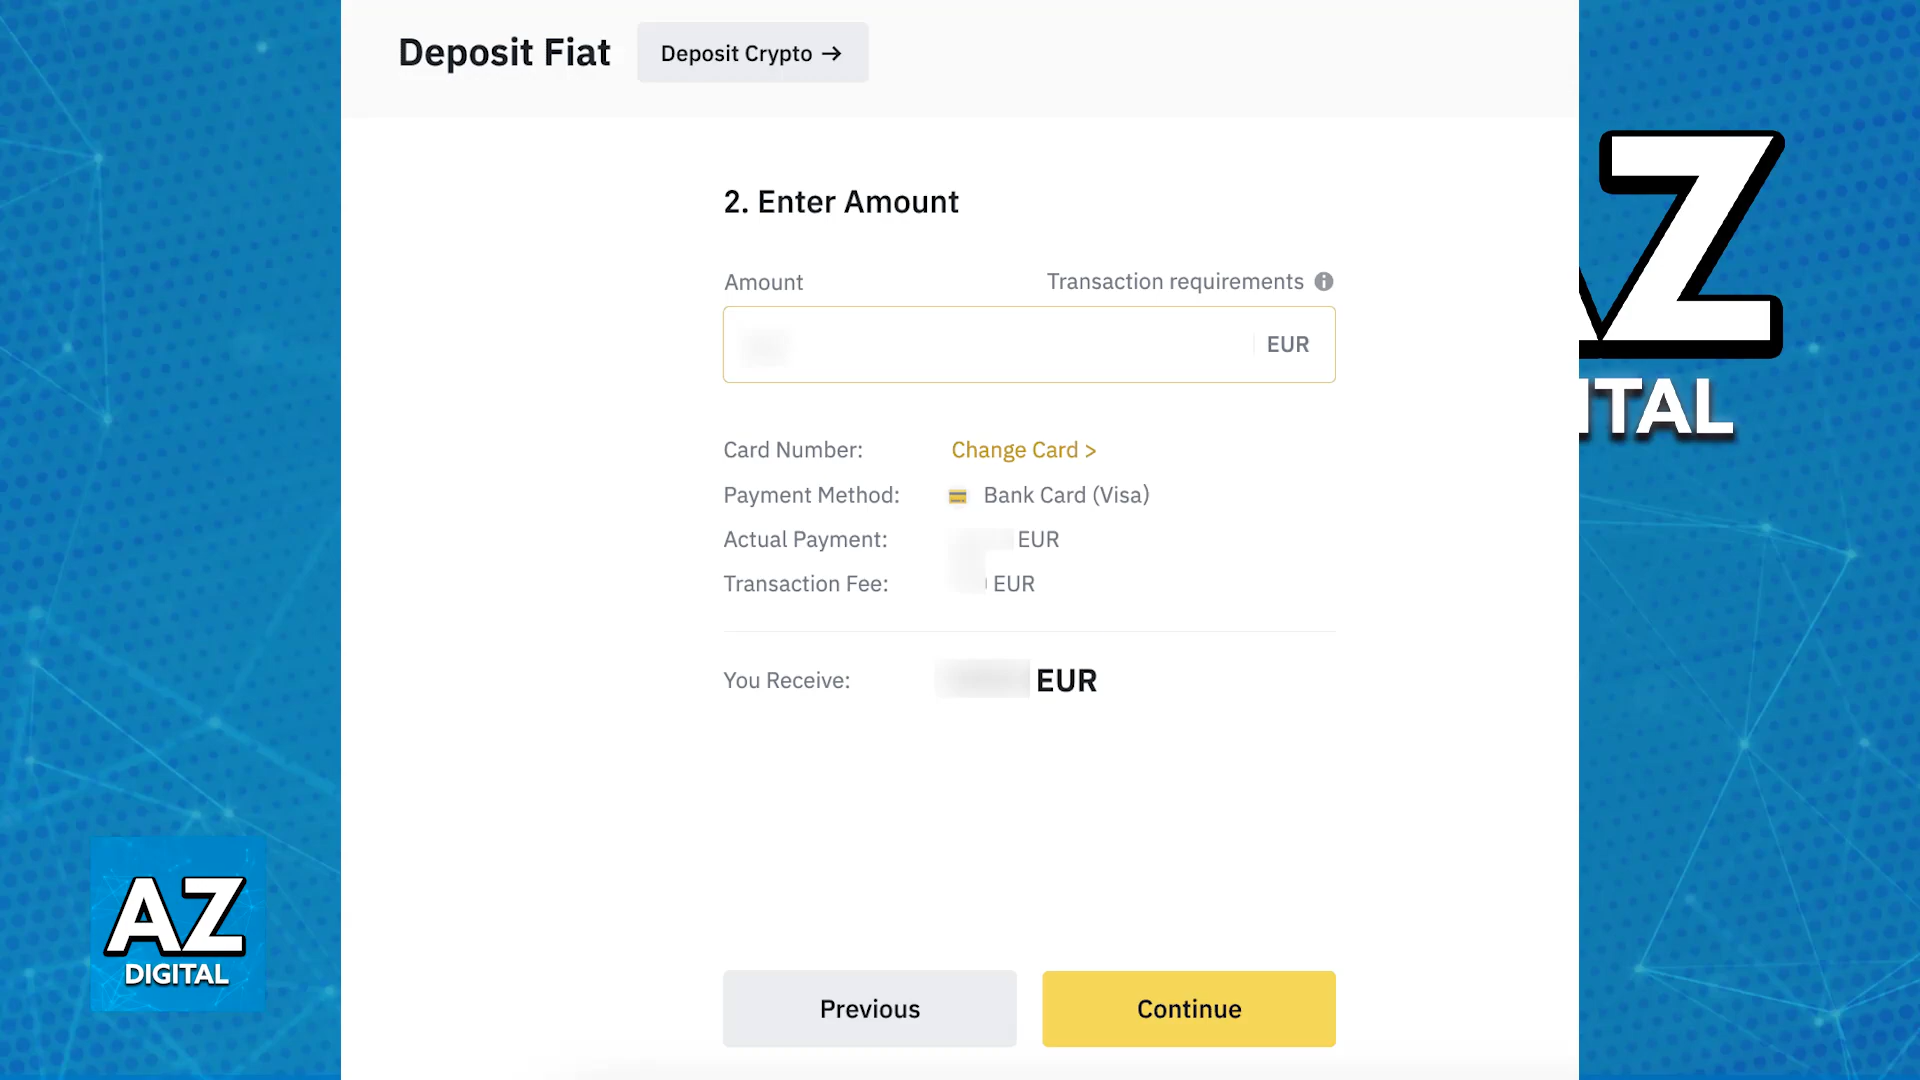 Deposit Fiat
Deposit Crypto →
2. Enter Amount
Amount
Transaction requirements
EUR
Card Number: Change Card >
Payment Method: Bank Card (Visa)
Actual Payment: EUR
Transaction Fee: EUR
You Receive: EUR
Previous
Continue
Z
ITAL
AZ
DIGITAL